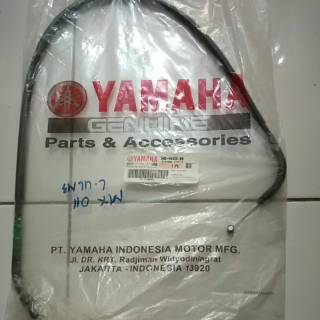 YAMAHA
GENUINE
Parts & Accessories
YAMAHA
PT. YAMAHA INDONESIA MOTOR MFG.
Jl. DR. KRT. Radjiman Widyodiningrat
JAKARTA - INDONESIA 13920